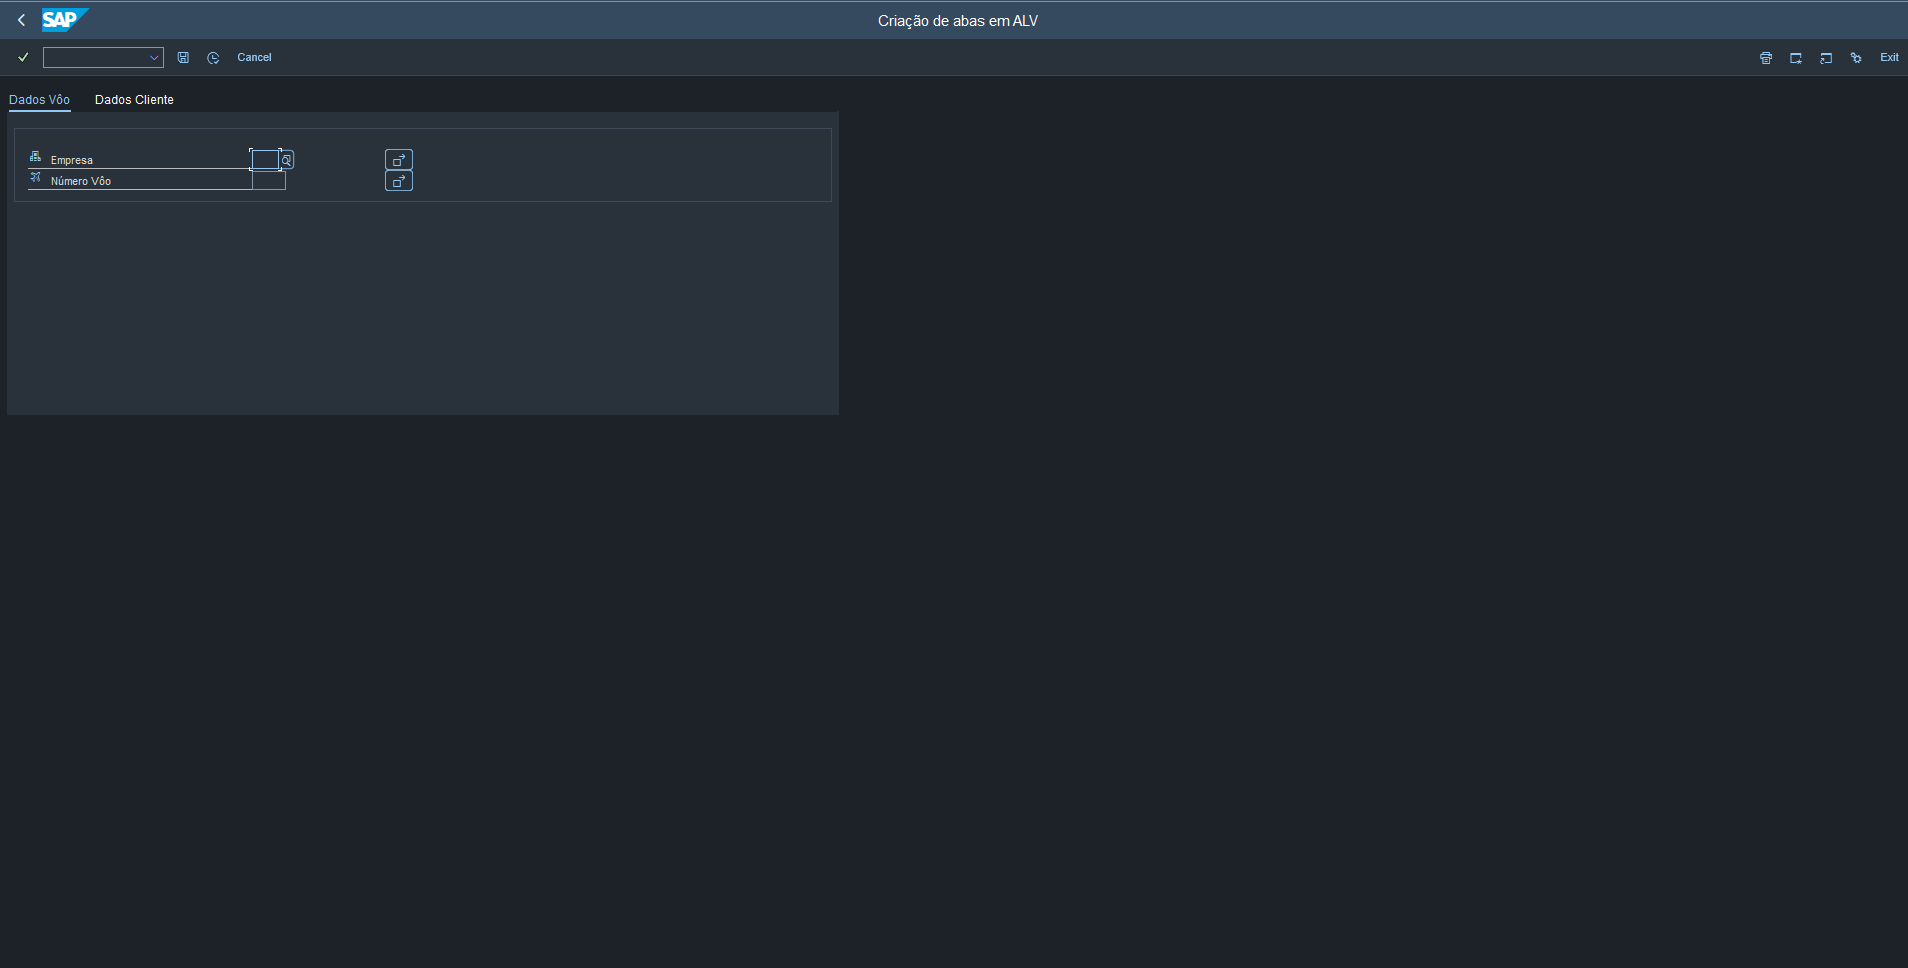 SAP
Criação de abas em ALV
Cancel
Exit
Dados Vôo
Dados Cliente
Empresa
Número Vôo